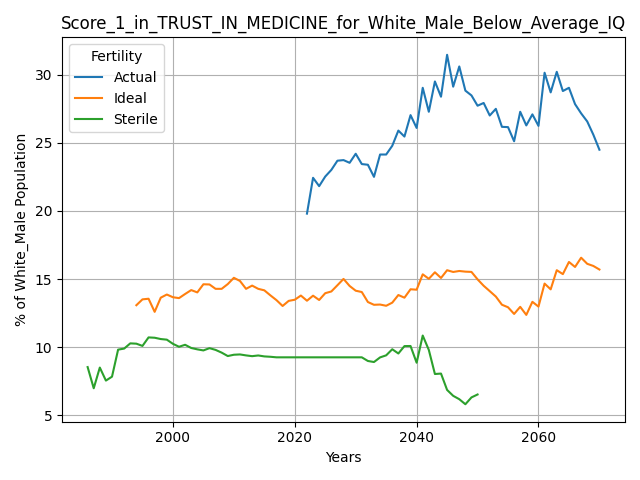 Score_1_in_TRUST_IN_MEDICINE_for_White_Male_Below_Average_IQ
Fertility
Actual
Ideal
Sterile
% of White_Male Population
30
25
20
15
10
5
2000
2020
2040
2060
Years